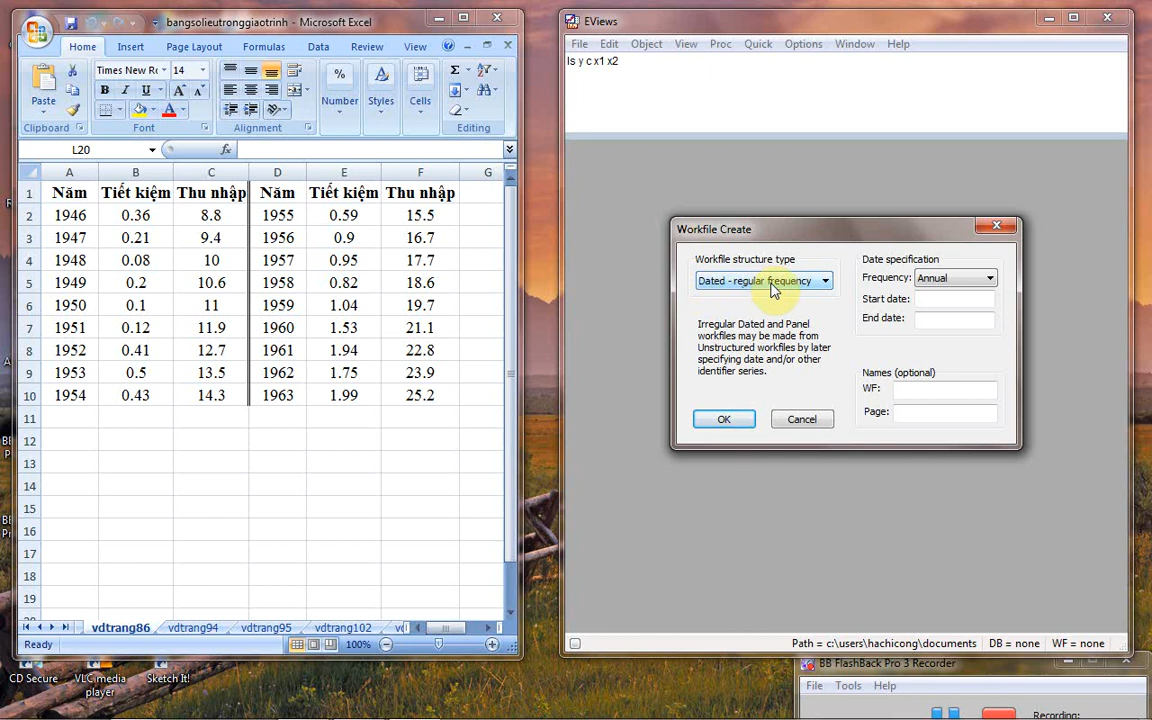 bangsolieutronggiaotrinh - Microsoft Excel
Home Insert Page Layout Formulas Data Review View
Paste
Times New Ro 14
B I U A A
% Number
A Styles
Cells
Σ
Clipboard Font Alignment Editing
L20 fx
A B C D E F G
1 Năm Tiết kiệm Thu nhập Năm Tiết kiệm Thu nhập
2 1946 0.36 8.8 1955 0.59 15.5
3 1947 0.21 9.4 1956 0.9 16.7
4 1948 0.08 10 1957 0.95 17.7
5 1949 0.2 10.6 1958 0.82 18.6
6 1950 0.1 11 1959 1.04 19.7
7 1951 0.12 11.9 1960 1.53 21.1
8 1952 0.41 12.7 1961 1.94 22.8
9 1953 0.5 13.5 1962 1.75 23.9
10 1954 0.43 14.3 1963 1.99 25.2
11
12
13
14
15
16
17
18
19
vdtrang86 vdtrang94 vdtrang95 vdtrang102
Ready 100%
CD Secure
VLC media player
Sketch It!
EViews
File Edit Object View Proc Quick Options Window Help
ls y c x1 x2
Workfile Create
Workfile structure type
Dated - regular frequency
Irregular Dated and Panel
workfiles may be made from
Unstructured workfiles by later
specifying date and/or other
identifier series.
OK Cancel
Date specification
Frequency: Annual
Start date:
End date:
Names (optional)
WF:
Page:
Path = c:\users\hachicong\documents DB = none WF = none
BB FlashBack Pro 3 Recorder
File Tools Help
Recording: